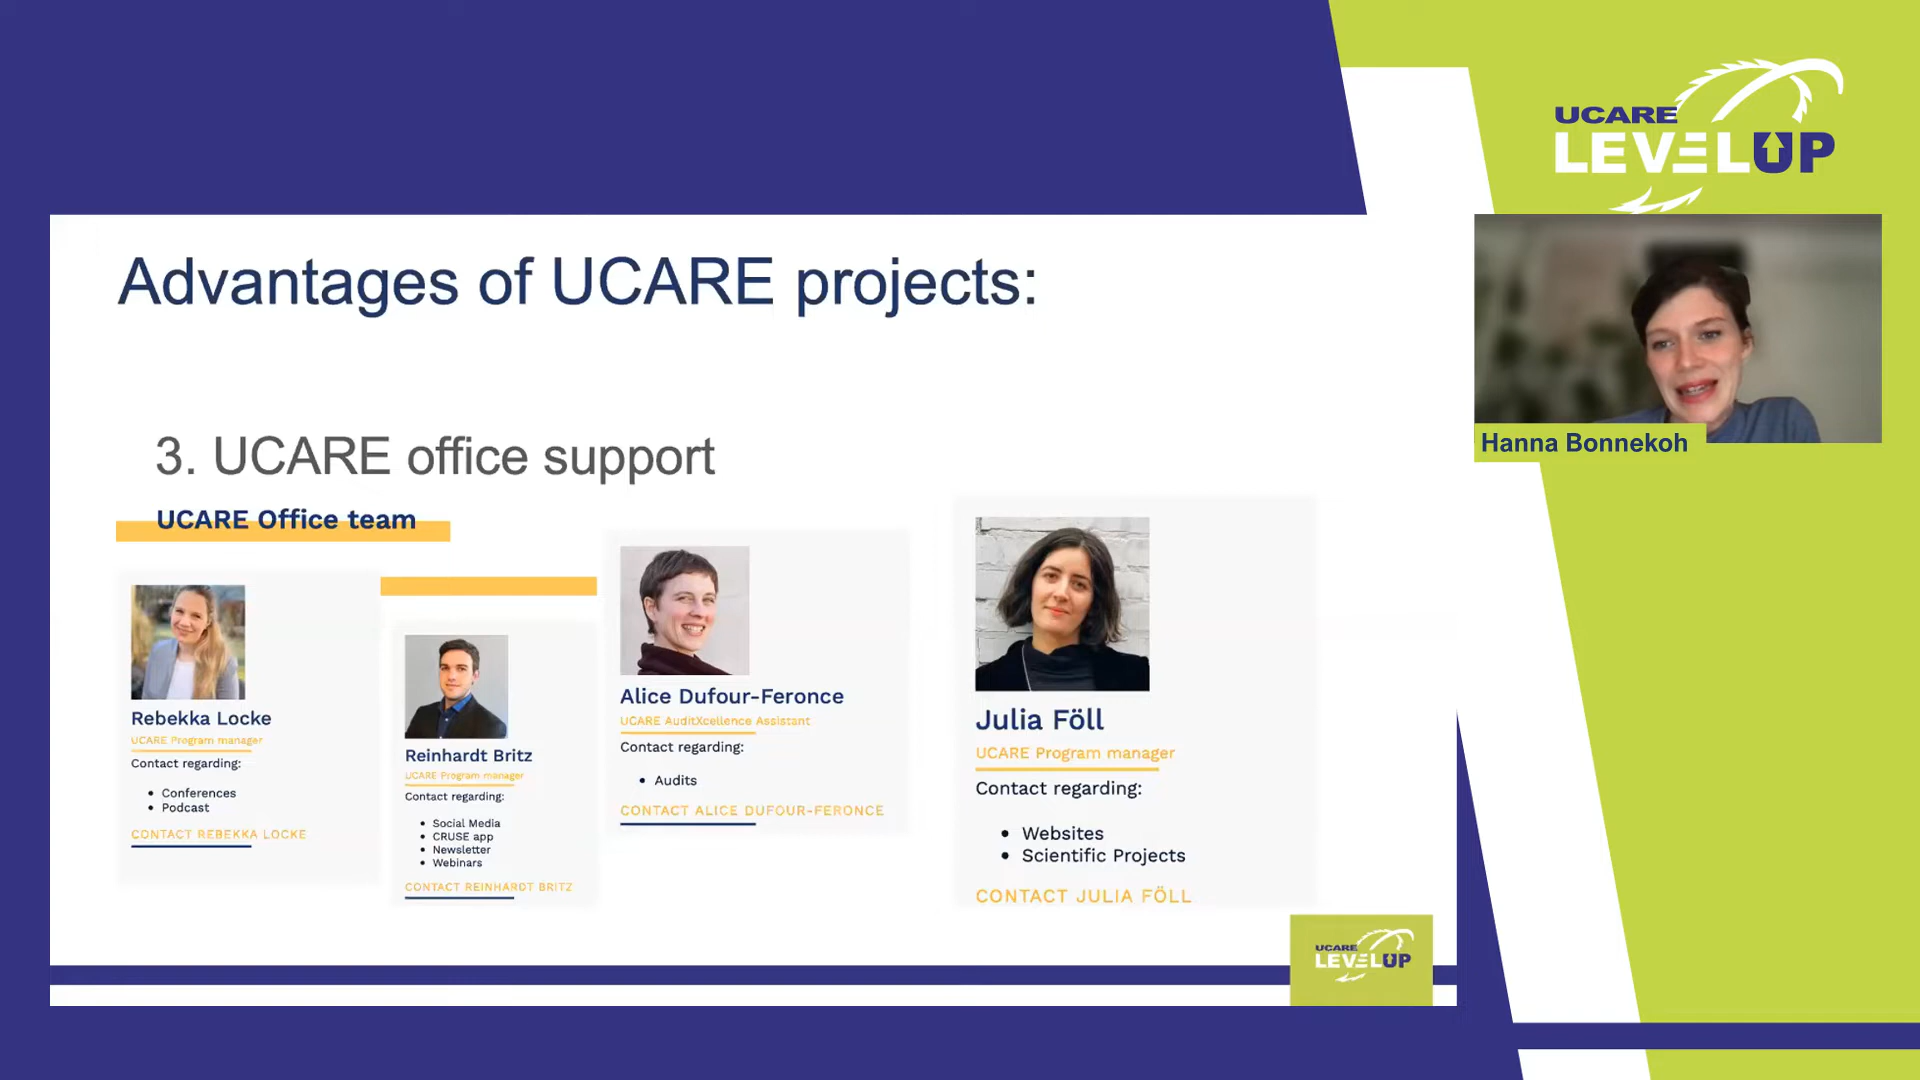 UCARE
LEVELUP
Advantages of UCARE projects:
Hanna Bonnekoh
3. UCARE office support
UCARE Office team
Rebekka Locke
UCARE Program manager
Contact regarding:
• Conferences
• Podcast
CONTACT REBEKKA LOCKE
Reinhardt Britz
UCARE Program manager
Contact regarding:
• Social Media
• CRUSE app
• Newsletter
• Webinars
CONTACT REINHARDT BRITZ
Alice Dufour-Feronce
UCARE AuditXcellence Assistant
Contact regarding:
• Audits
CONTACT ALICE DUFOUR-FERONCE
Julia Föll
UCARE Program manager
Contact regarding:
• Websites
• Scientific Projects
CONTACT JULIA FÖLL
UCARE
LEVELUP